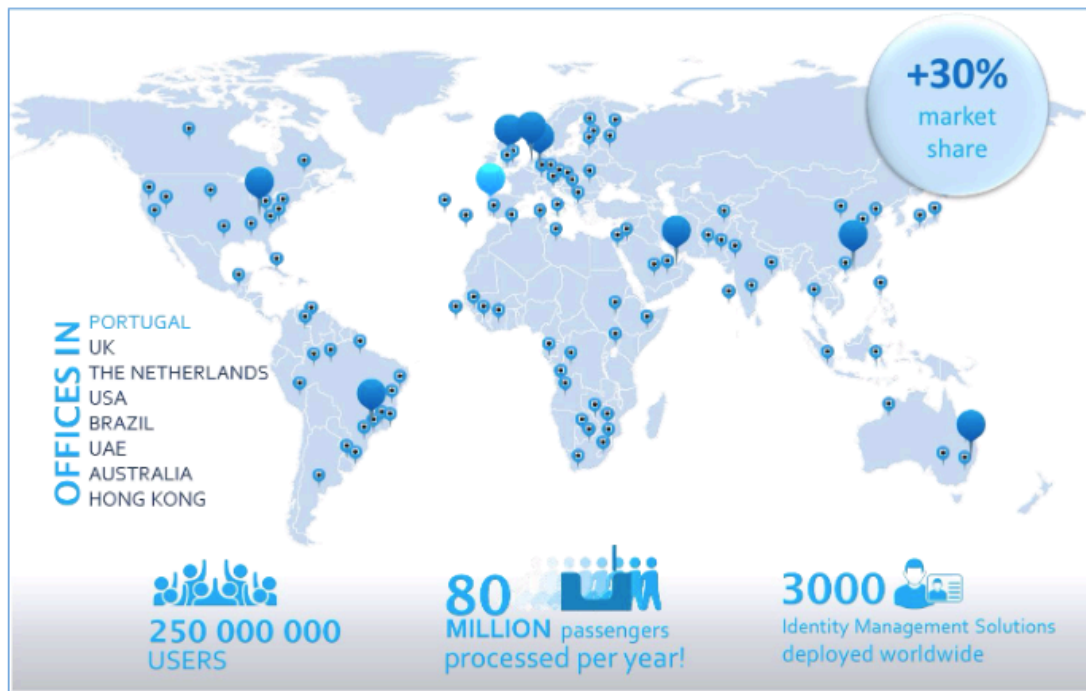 +30%
market
share
OFFICES IN
PORTUGAL
UK
THE NETHERLANDS
USA
BRAZIL
UAE
AUSTRALIA
HONG KONG
250 000 000
USERS
80
MILLION passengers
processed per year!
3000
Identity Management Solutions
deployed worldwide